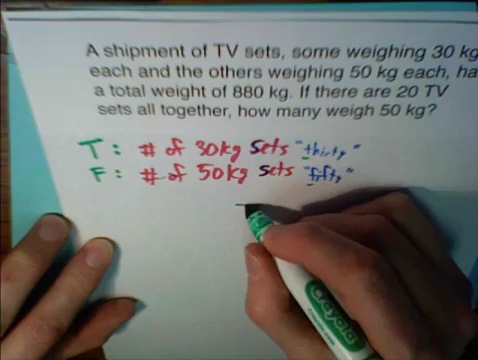 A shipment of TV sets, some weighing 30 kg
each and the others weighing 50 kg each, ha
a total weight of 880 kg. If there are 20 TV
sets all together, how many weigh 50 kg?
T: # of 30kg sets "thirty"
F: # of 50kg sets "fifty"
Crayola